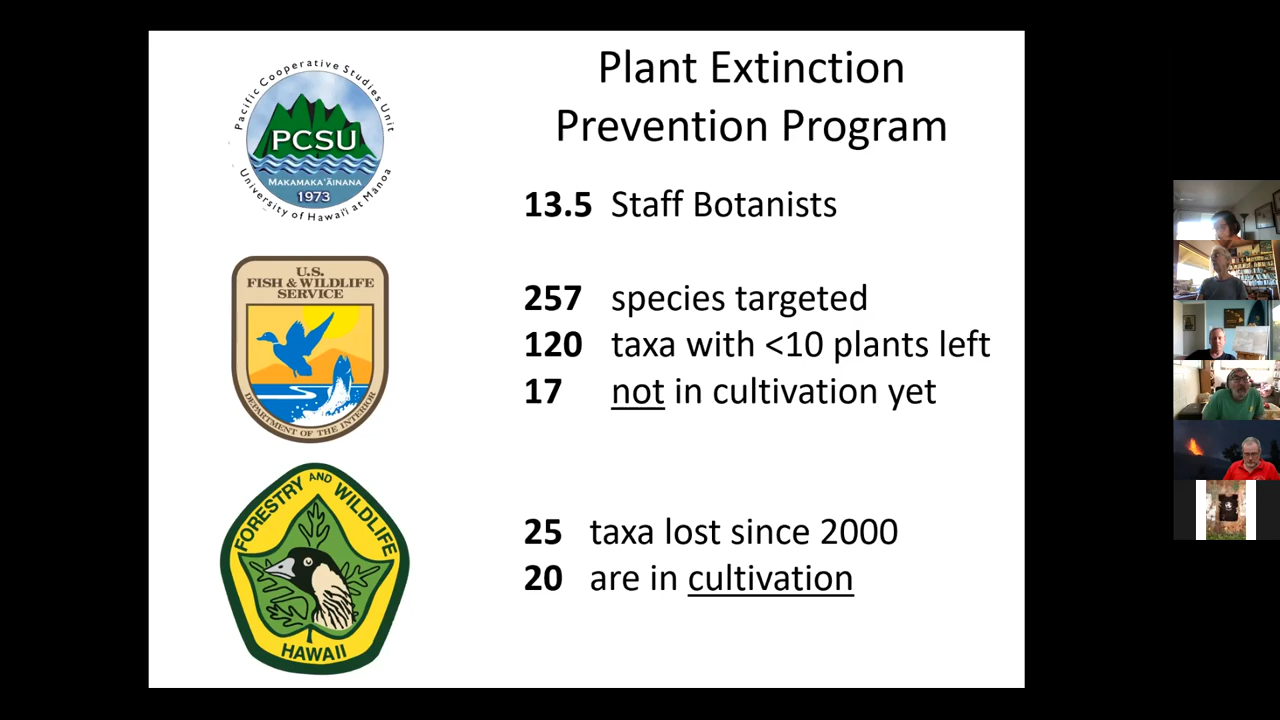 Plant Extinction
Prevention Program
Pacific Cooperative Studies Unit
PCSU
MAKAMAKA‘ĀINANA
1973
University of Hawai‘i at Mānoa
13.5 Staff Botanists
U.S.
FISH & WILDLIFE
SERVICE
DEPARTMENT OF THE INTERIOR
257 species targeted
120 taxa with <10 plants left
17 not in cultivation yet
FORESTRY AND WILDLIFE
HAWAII
25 taxa lost since 2000
20 are in cultivation